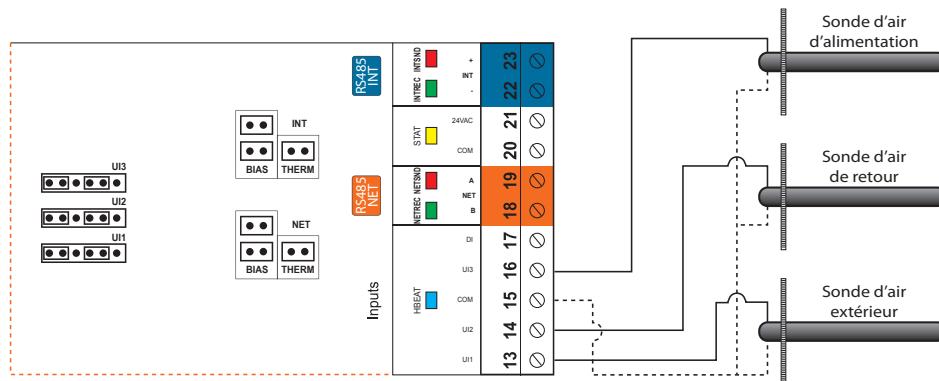 Sonde d'air
d'alimentation
Sonde d'air
de retour
Sonde d'air
extérieur
UI3
UI2
UI1
INT
BIAS THERM
NET
BIAS THERM
RS485
INT
RS485
NET
INTREC INTSND
STAT
NETREC NETSND
HBEAT
Inputs
+
INT
-
24VAC
COM
A
NET
B
DI
UI3
COM
UI2
UI1
23
22
21
20
19
18
17
16
15
14
13